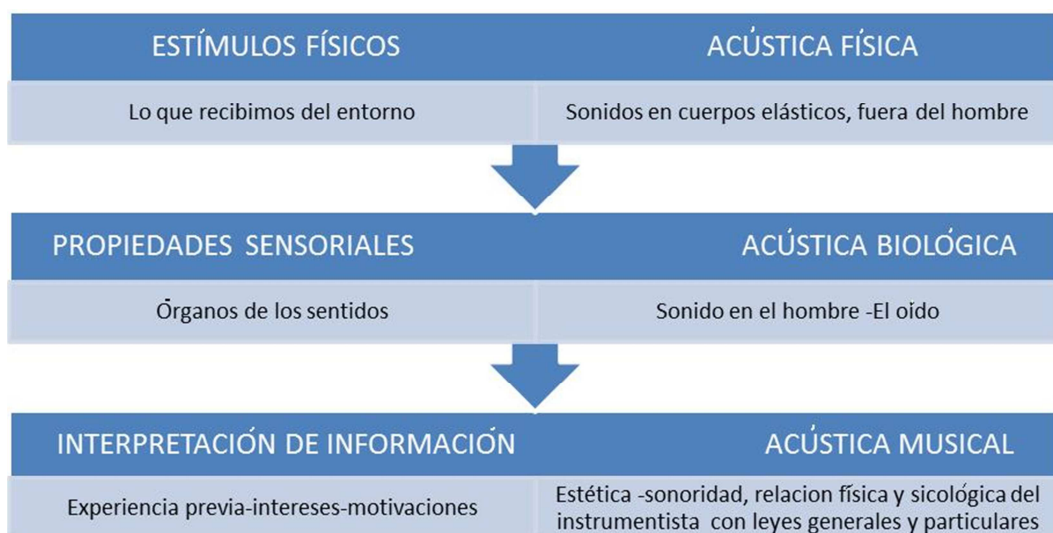 ESTÍMULOS FÍSICOS
ACÚSTICA FÍSICA
Lo que recibimos del entorno
Sonidos en cuerpos elásticos, fuera del hombre
PROPIEDADES SENSORIALES
ACÚSTICA BIOLÓGICA
Órganos de los sentidos
Sonido en el hombre -El oído
INTERPRETACIÓN DE INFORMACIÓN
ACÚSTICA MUSICAL
Experiencia previa-intereses-motivaciones
Estética -sonoridad, relacion física y sicológica del
instrumentista con leyes generales y particulares